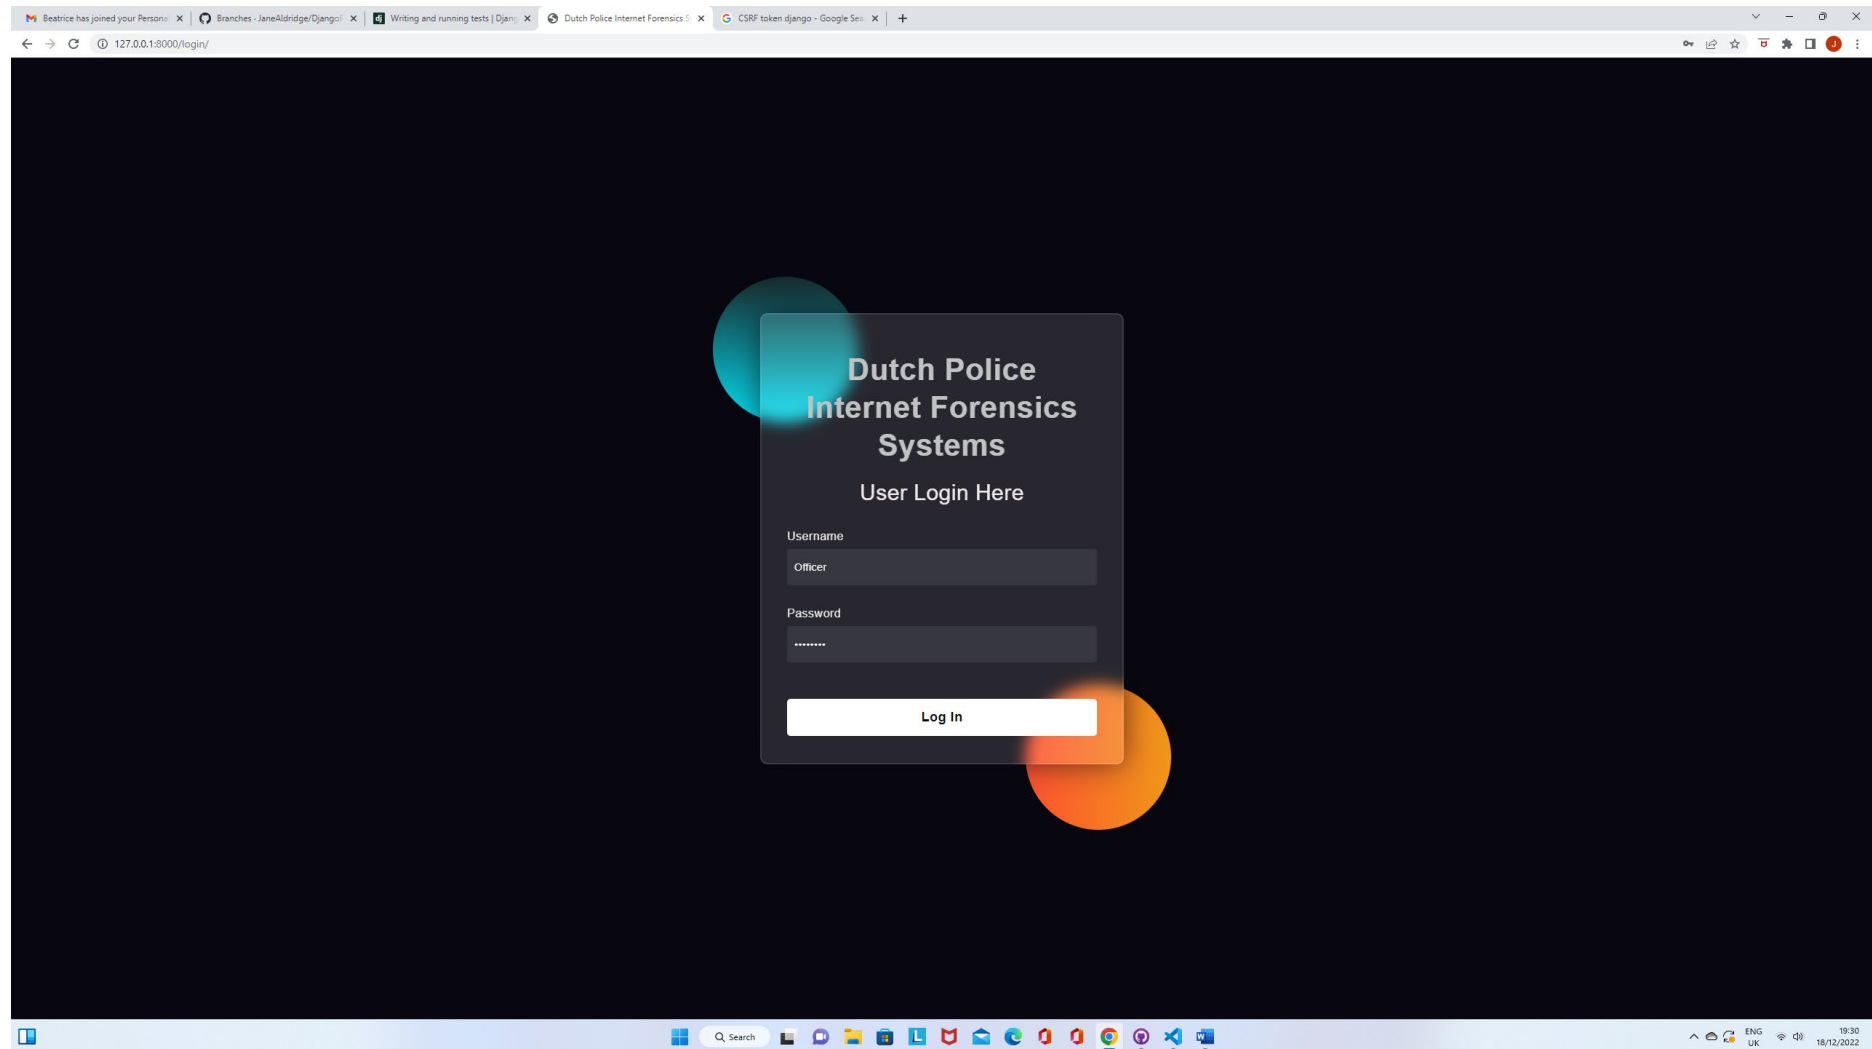 Beatrice has joined your Persona
Branches · JaneAldridge/DjangoP
Writing and running tests | Djang
Dutch Police Internet Forensics S
CSRF token django - Google Sea
127.0.0.1:8000/login/
J
Dutch Police
Internet Forensics
Systems
User Login Here
Username
Officer
Password
••••••••
Log In
Search
ENG
UK
19:30
18/12/2022